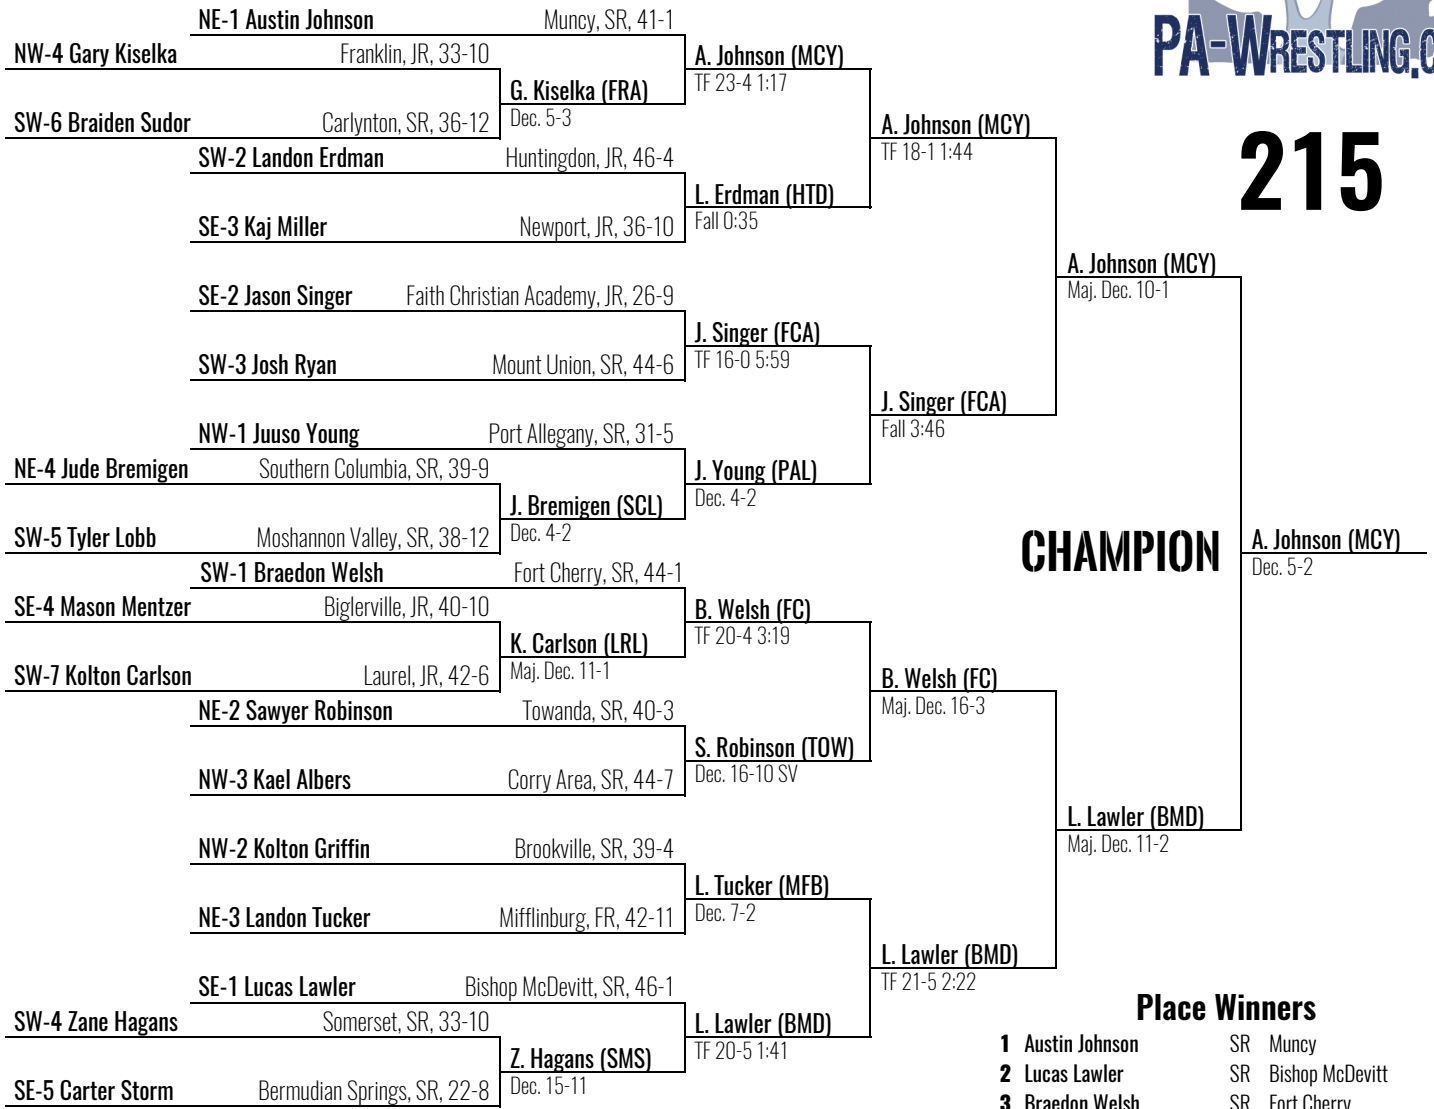 NE-1 Austin Johnson Muncy, SR, 41-1
NW-4 Gary Kiselka Franklin, JR, 33-10
A. Johnson (MCY)
TF 23-4 1:17
G. Kiselka (FRA)
Dec. 5-3
SW-6 Braiden Sudor Carlynton, SR, 36-12
A. Johnson (MCY)
TF 18-1 1:44
SW-2 Landon Erdman Huntingdon, JR, 46-4
L. Erdman (HTD)
Fall 0:35
SE-3 Kaj Miller Newport, JR, 36-10
PA-WRESTLING.C
215
A. Johnson (MCY)
Maj. Dec. 10-1
SE-2 Jason Singer Faith Christian Academy, JR, 26-9
J. Singer (FCA)
TF 16-0 5:59
SW-3 Josh Ryan Mount Union, SR, 44-6
J. Singer (FCA)
Fall 3:46
NW-1 Juuso Young Port Allegany, SR, 31-5
NE-4 Jude Bremigen Southern Columbia, SR, 39-9
J. Young (PAL)
Dec. 4-2
J. Bremigen (SCL)
Dec. 4-2
SW-5 Tyler Lobb Moshannon Valley, SR, 38-12
CHAMPION
A. Johnson (MCY)
Dec. 5-2
SW-1 Braedon Welsh Fort Cherry, SR, 44-1
SE-4 Mason Mentzer Biglerville, JR, 40-10
B. Welsh (FC)
TF 20-4 3:19
K. Carlson (LRL)
Maj. Dec. 11-1
SW-7 Kolton Carlson Laurel, JR, 42-6
B. Welsh (FC)
Maj. Dec. 16-3
NE-2 Sawyer Robinson Towanda, SR, 40-3
S. Robinson (TOW)
Dec. 16-10 SV
NW-3 Kael Albers Corry Area, SR, 44-7
L. Lawler (BMD)
Maj. Dec. 11-2
NW-2 Kolton Griffin Brookville, SR, 39-4
L. Tucker (MFB)
Dec. 7-2
NE-3 Landon Tucker Mifflinburg, FR, 42-11
L. Lawler (BMD)
TF 21-5 2:22
SE-1 Lucas Lawler Bishop McDevitt, SR, 46-1
SW-4 Zane Hagans Somerset, SR, 33-10
L. Lawler (BMD)
TF 20-5 1:41
Z. Hagans (SMS)
Dec. 15-11
SE-5 Carter Storm Bermudian Springs, SR, 22-8
Place Winners
1 Austin Johnson SR Muncy
2 Lucas Lawler SR Bishop McDevitt
3 Braedon Welsh SR Fort Cherry